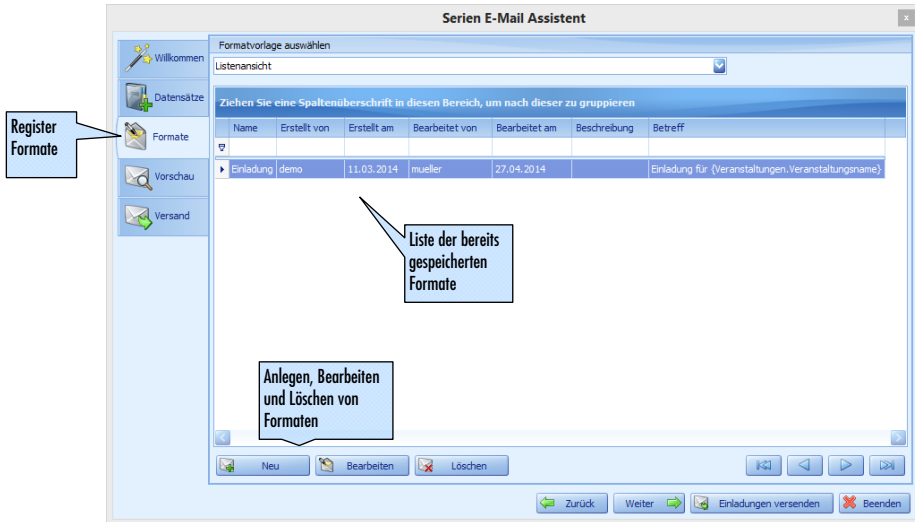 Serien E-Mail Assistent
x
Willkommen
Datensätze
Formate
Vorschau
Versand
Register
Formate
Formatvorlage auswählen
Listenansicht
Ziehen Sie eine Spaltenüberschrift in diesen Bereich, um nach dieser zu gruppieren
Name Erstellt von Erstellt am Bearbeitet von Bearbeitet am Beschreibung Betreff
Einladung demo 11.03.2014 mueller 27.04.2014 Einladung für {Veranstaltungen.Veranstaltungsname}
Liste der bereits
gespeicherten
Formate
Anlegen, Bearbeiten
und Löschen von
Formaten
Neu Bearbeiten Löschen
Zurück Weiter Einladungen versenden Beenden